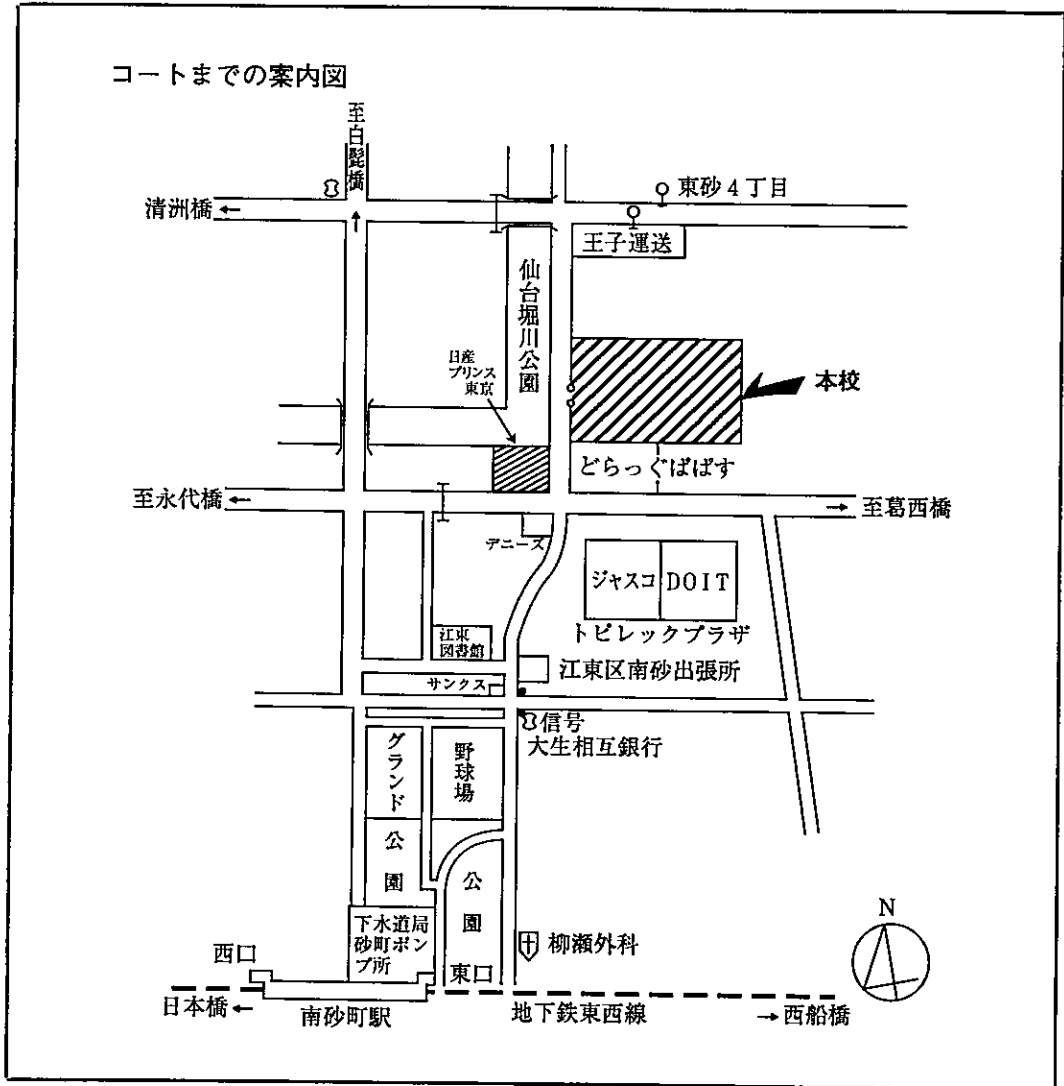 コートまでの案内図
至白髭橋
清洲橋←
東砂4丁目
王子運送
仙台堀川公園
日産
プリンス
東京
本校
どらっぐぱぱす
至永代橋←
→至葛西橋
デニーズ
ジャスコ
DOIT
トピレックプラザ
江東
図書館
江東区南砂出張所
サンクス
信号
大生相互銀行
グランド
野球場
公園
公園
下水道局
砂町ポン
プ所
西口
東口
柳瀬外科
N
日本橋←
南砂町駅
地下鉄東西線
→西船橋